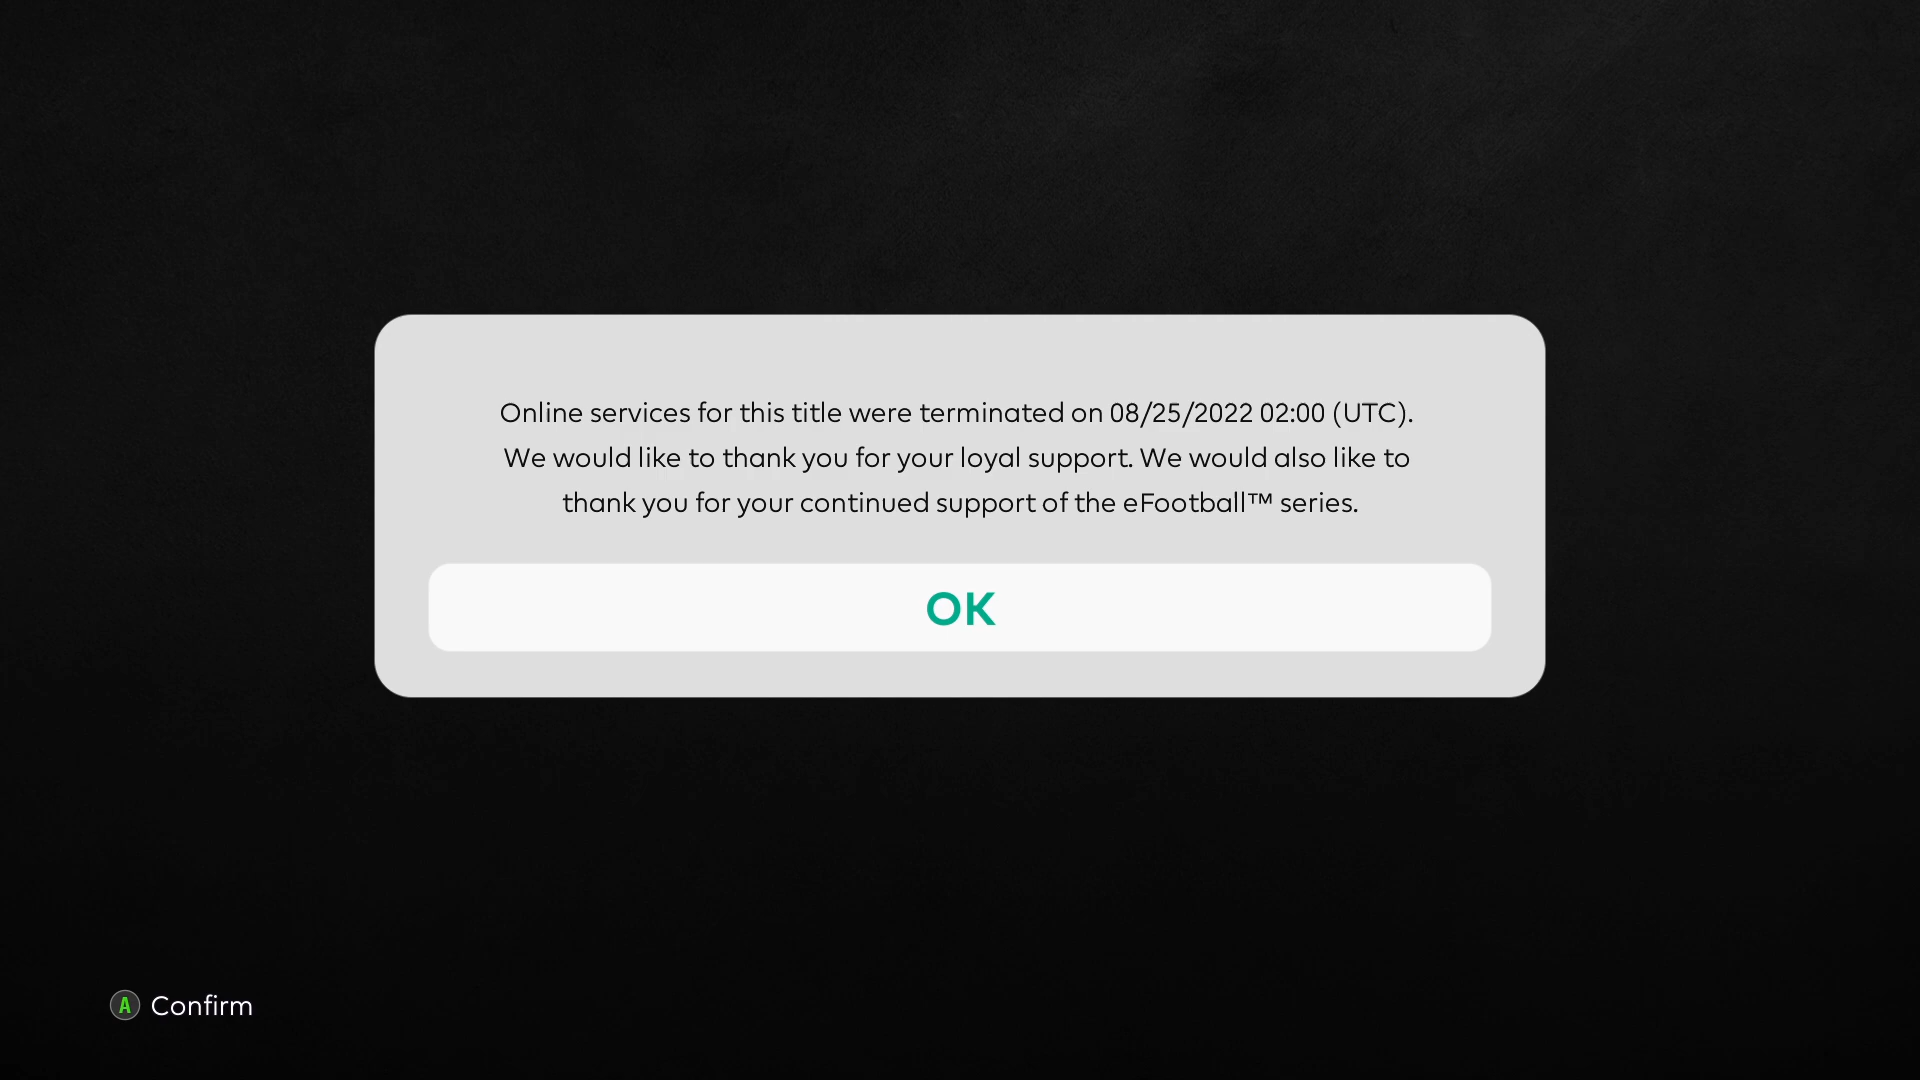 Online services for this title were terminated on 08/25/2022 02:00 (UTC).
We would like to thank you for your loyal support. We would also like to
thank you for your continued support of the eFootball™ series.
OK
A Confirm